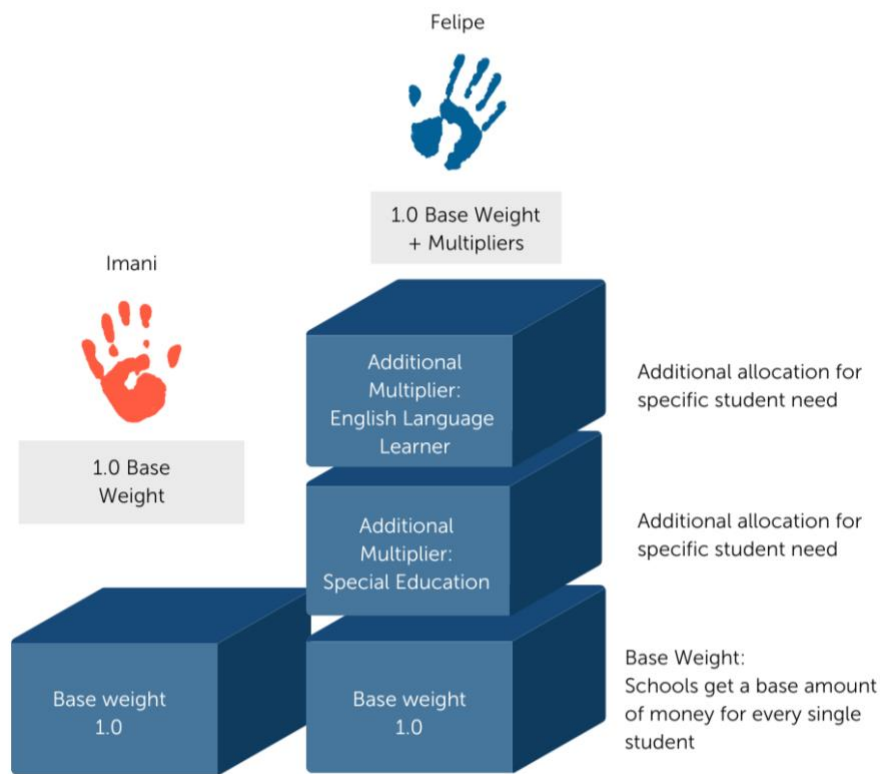 Felipe
1.0 Base Weight
+ Multipliers
Imani
1.0 Base
Weight
Additional
Multiplier:
English Language
Learner
Additional allocation for
specific student need
Additional
Multiplier:
Special Education
Additional allocation for
specific student need
Base weight
1.0
Base weight
1.0
Base Weight:
Schools get a base amount
of money for every single
student